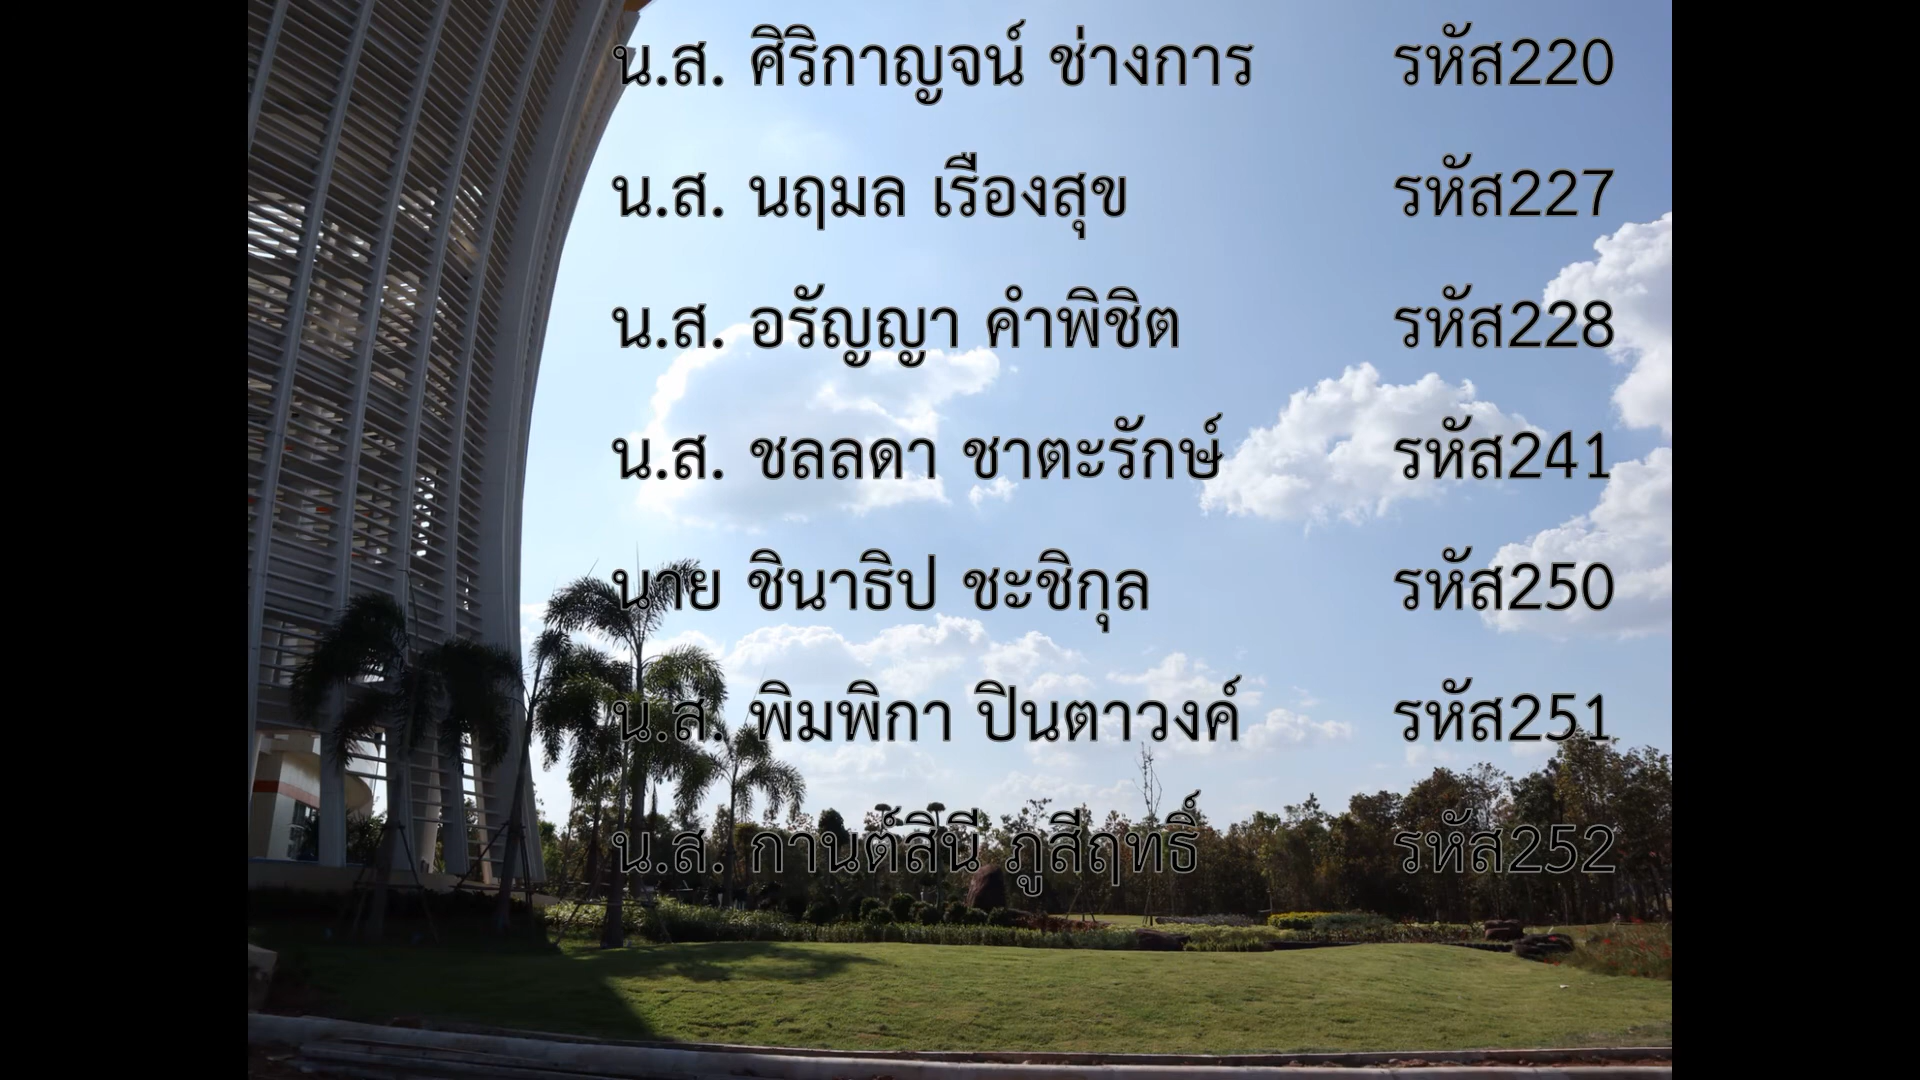 น.ส. ศิริกาญจน์ ช่างการ รหัส220
น.ส. นฤมล เรืองสุข รหัส227
น.ส. อรัญญา คำพิชิต รหัส228
น.ส. ชลลดา ชาตะรักษ์ รหัส241
นาย ชินาธิป ชะชิกุล รหัส250
น.ส. พิมพิกา ปินตาวงค์ รหัส251
น.ส. กานต์สินี ภูสีฤทธิ์ รหัส252